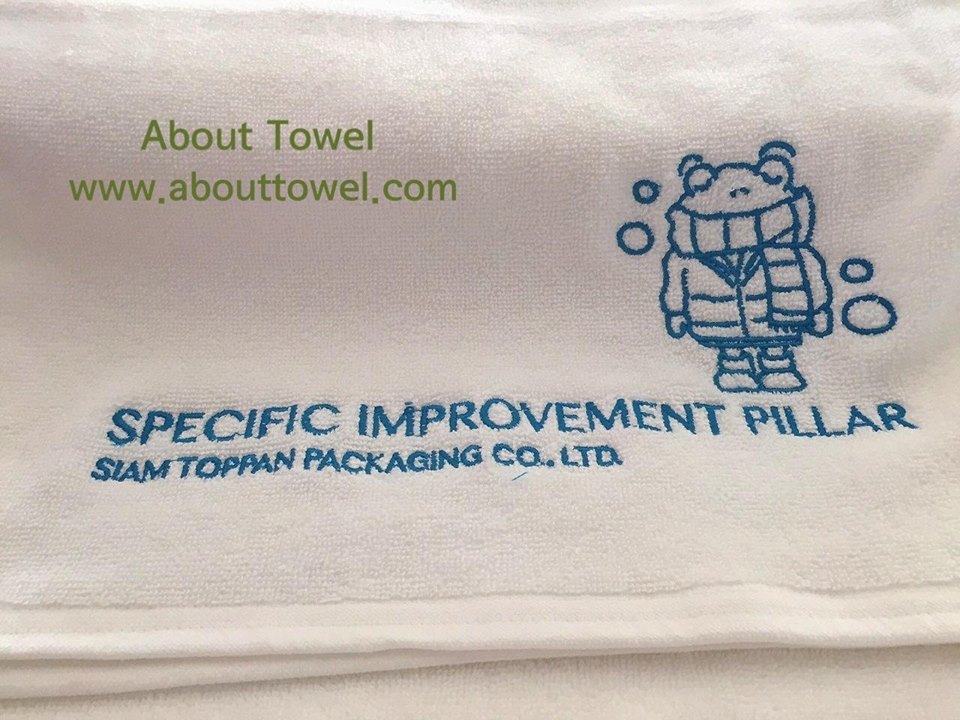 About Towel
www.abouttowel.com
SPECIFIC IMPROVEMENT PILLAR
SIAM TOPPAN PACKAGING CO., LTD.